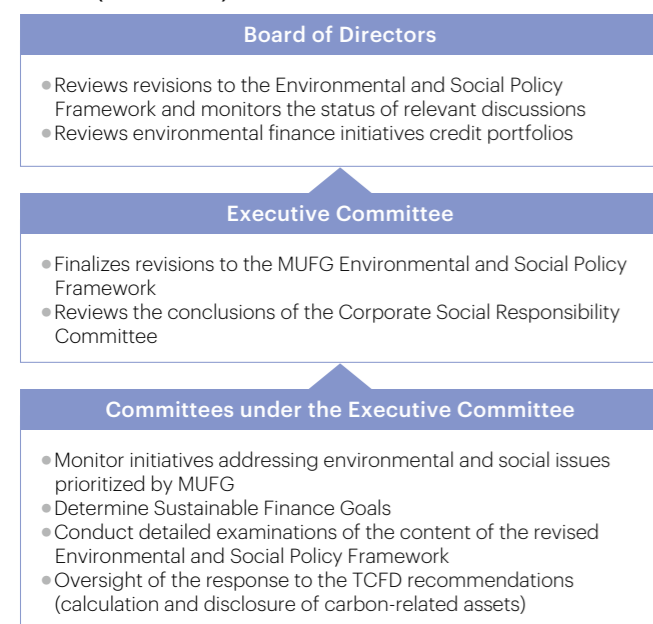 Board of Directors
●Reviews revisions to the Environmental and Social Policy
Framework and monitors the status of relevant discussions
●Reviews environmental finance initiatives credit portfolios
Executive Committee
●Finalizes revisions to the MUFG Environmental and Social Policy
Framework
●Reviews the conclusions of the Corporate Social Responsibility
Committee
Committees under the Executive Committee
●Monitor initiatives addressing environmental and social issues
prioritized by MUFG
●Determine Sustainable Finance Goals
●Conduct detailed examinations of the content of the revised
Environmental and Social Policy Framework
●Oversight of the response to the TCFD recommendations
(calculation and disclosure of carbon-related assets)